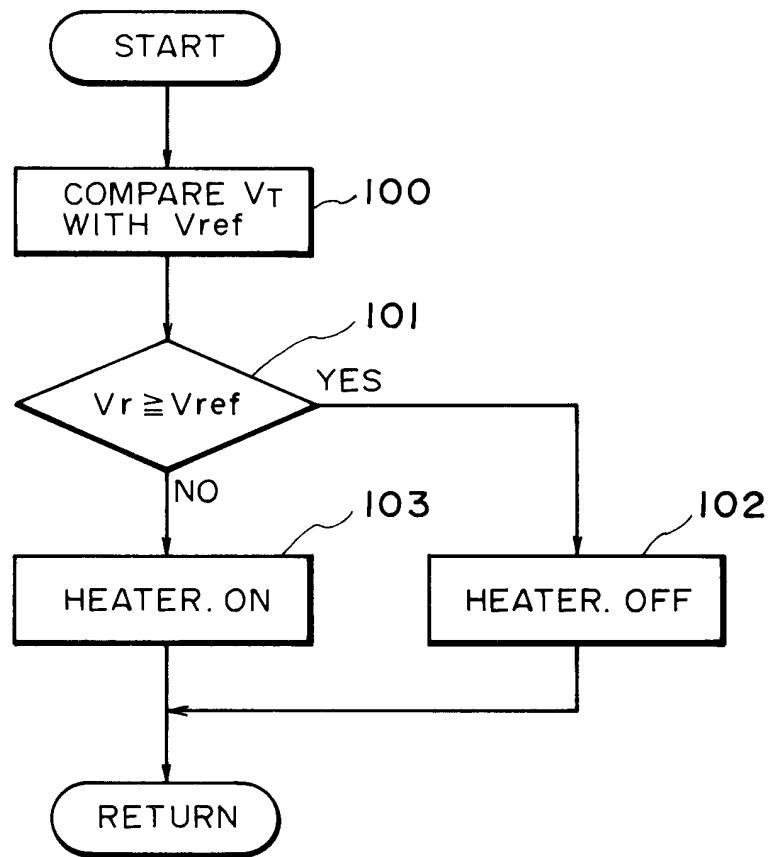 START
COMPARE VT
WITH Vref
100
101
Vr ≧ Vref
YES
NO
103
102
HEATER. ON
HEATER. OFF
RETURN